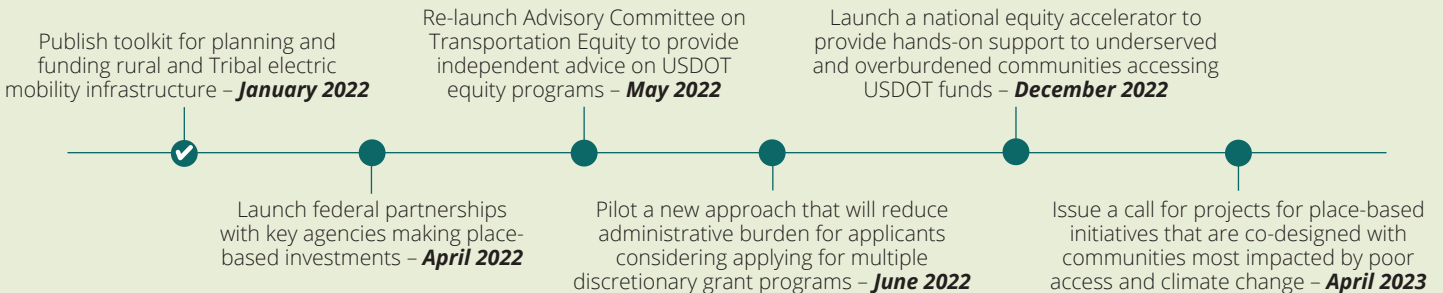 Publish toolkit for planning and
funding rural and Tribal electric
mobility infrastructure – January 2022
Launch federal partnerships
with key agencies making place-
based investments – April 2022
Re-launch Advisory Committee on
Transportation Equity to provide
independent advice on USDOT
equity programs – May 2022
Pilot a new approach that will reduce
administrative burden for applicants
considering applying for multiple
discretionary grant programs – June 2022
Launch a national equity accelerator to
provide hands-on support to underserved
and overburdened communities accessing
USDOT funds – December 2022
Issue a call for projects for place-based
initiatives that are co-designed with
communities most impacted by poor
access and climate change – April 2023